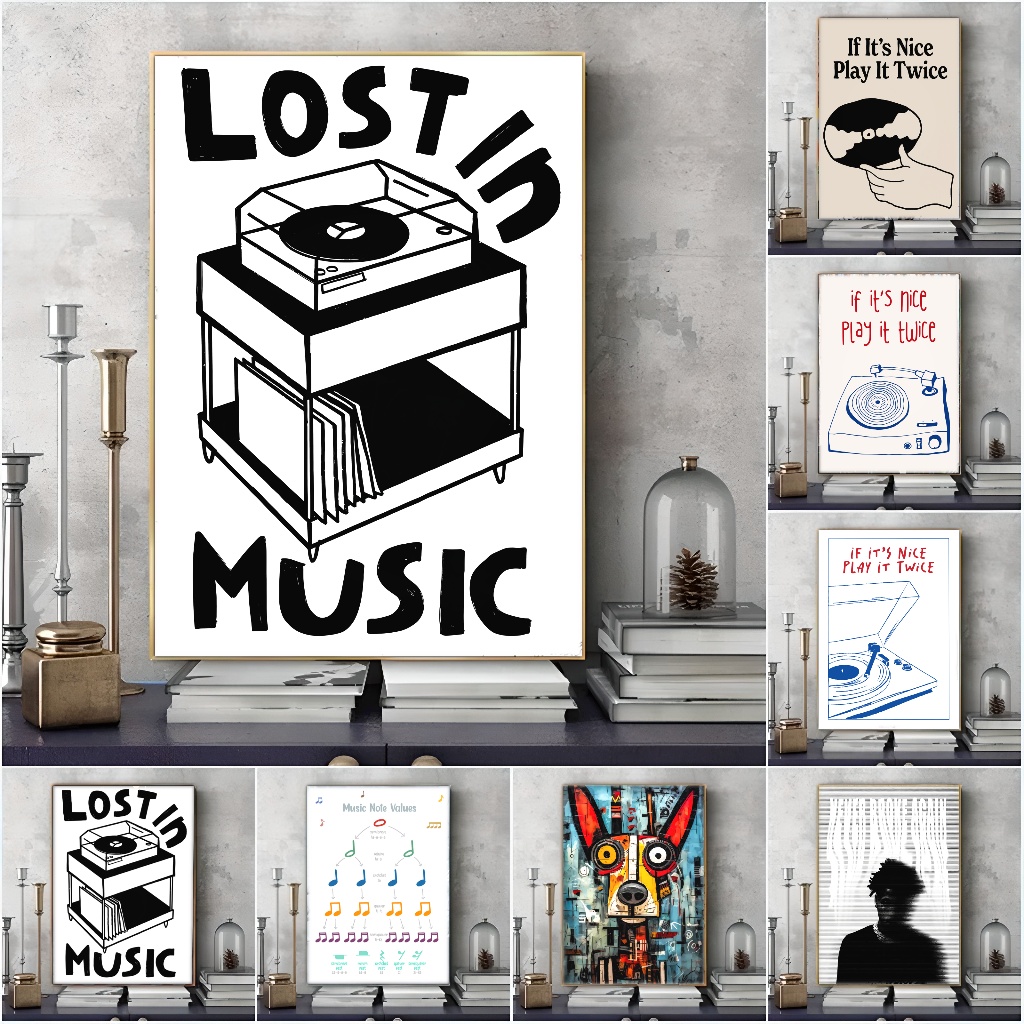 LOST In
MUSIC
If It's Nice
Play It Twice
if it's nice
PLAY it twice
IF IT'S NICE
PLAY IT TWICE
LOST In
MUSIC
Music Note Values